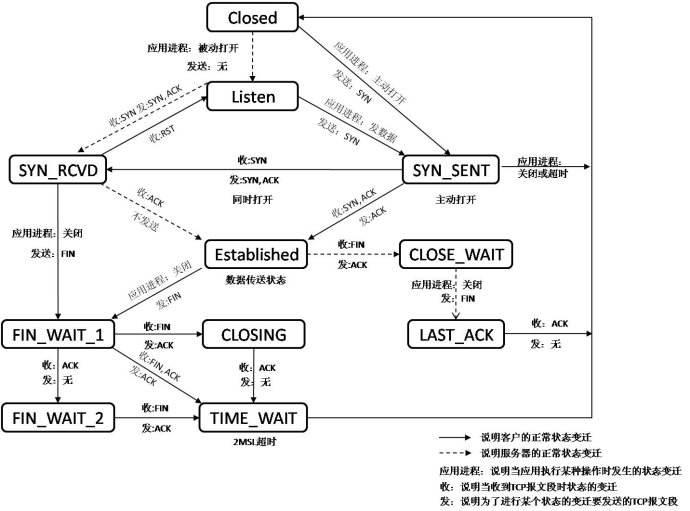 Closed
应用进程：被动打开
发送：无
应用进程：主动打开
发送：SYN
Listen
收:SYN 发:SYN, ACK
收:RST
应用进程：发数据
发送：SYN
SYN_RCVD
收:SYN
发:SYN, ACK
同时打开
SYN_SENT
主动打开
应用进程：
关闭或超时
收:ACK
不发送
收:SYN, ACK
发:ACK
应用进程：关闭
发送：FIN
Established
数据传送状态
收:FIN
发:ACK
CLOSE_WAIT
应用进程：关闭
发:FIN
应用进程：关闭
发：FIN
FIN_WAIT_1
收:FIN
发:ACK
CLOSING
LAST_ACK
收：ACK
发：无
收：ACK
发：无
收:FIN, ACK
发:ACK
收：ACK
发：无
FIN_WAIT_2
收:FIN
发:ACK
TIME_WAIT
2MSL超时
说明客户的正常状态变迁
说明服务器的正常状态变迁
应用进程：说明当应用执行某种操作时发生的状态变迁
收：说明当收到TCP报文段时状态的变迁
发：说明为了进行某个状态的变迁要发送的TCP报文段